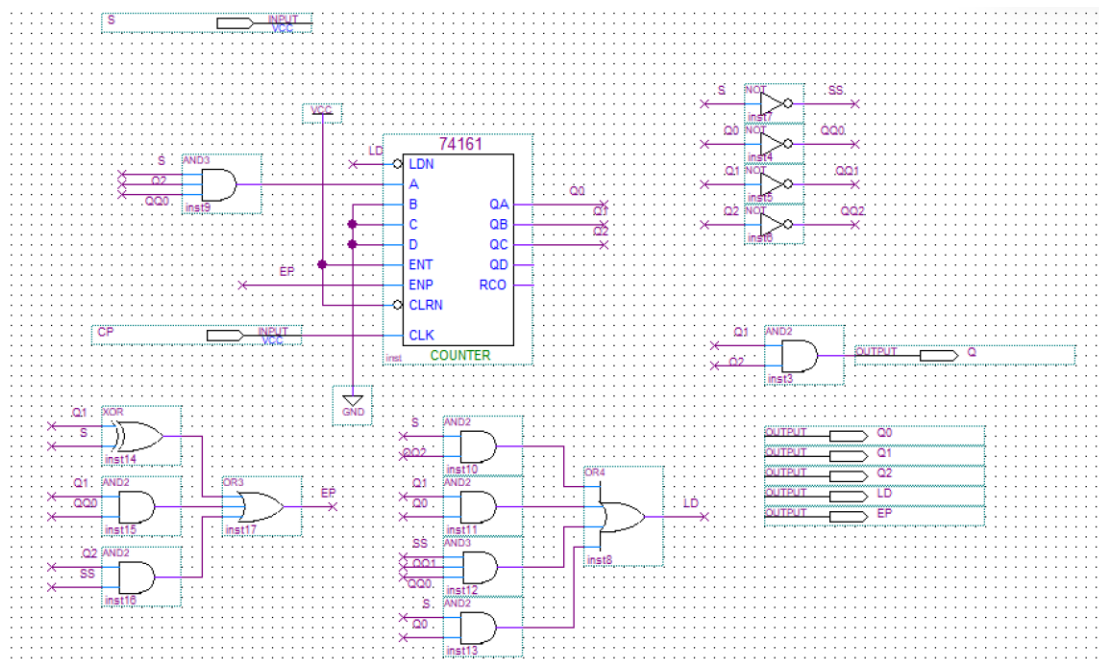 S INPUT
VCC
VCC
74161
LD
LDN
S AND3
A
Q2
QQ0
inst9
B QA Q0
C QB Q1
D QC Q2
ENT QD
EP ENP RCO
CLRN
CP INPUT
VCC
CLK
inst COUNTER
GND
S NOT SS
inst7
Q0 NOT QQ0
inst4
Q1 NOT QQ1
inst5
Q2 NOT QQ2
inst6
Q1 AND2
Q2
inst3
OUTPUT Q
Q1 XOR
S
inst14
Q1 AND2
QQ0
inst15
Q2 AND2
SS
inst16
OR3
EP
inst17
S AND2
QQ2
inst10
Q1 AND2
Q0
inst11
SS AND3
QQ1
QQ0
inst12
S AND2
Q0
inst13
OR4
LD
inst8
OUTPUT Q0
OUTPUT Q1
OUTPUT Q2
OUTPUT LD
OUTPUT EP